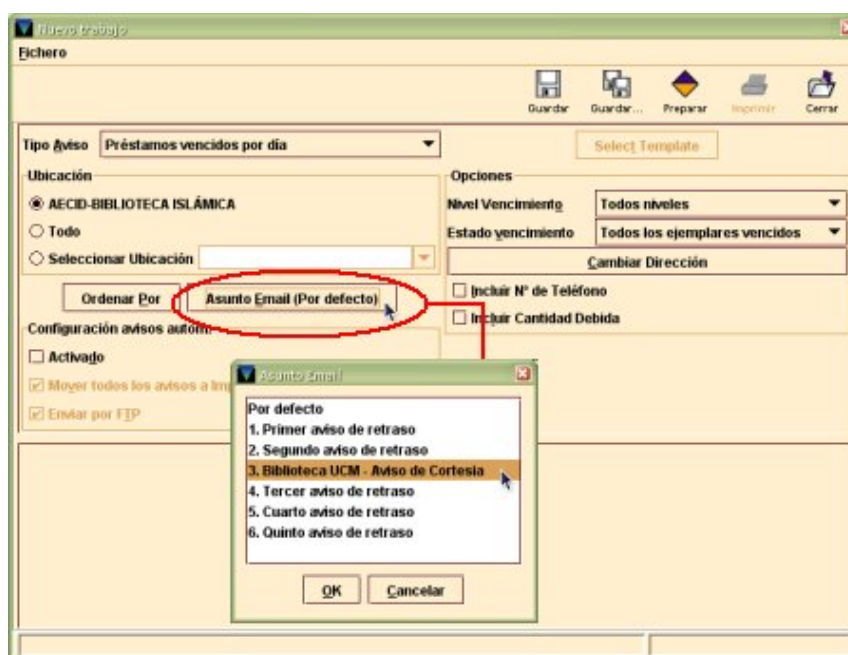 Nuevo trabajo
Fichero
Guardar Guardar... Preparar Imprimir Cerrar
Tipo Aviso Préstamos vencidos por día Select Template
Ubicación Opciones
AECID-BIBLIOTECA ISLÁMICA Nivel Vencimiento Todos niveles
Todo Estado vencimiento Todos los ejemplares vencidos
Seleccionar Ubicación Cambiar Dirección
Ordenar Por Asunto Email (Por defecto) Incluir Nº de Teléfono
Incluir Cantidad Debida
Configuración avisos autom.
Activado
Mover todos los avisos a Imp
Enviar por FTP
Asunto Email
Por defecto
1. Primer aviso de retraso
2. Segundo aviso de retraso
3. Biblioteca UCM - Aviso de Cortesia
4. Tercer aviso de retraso
5. Cuarto aviso de retraso
6. Quinto aviso de retraso
OK Cancelar